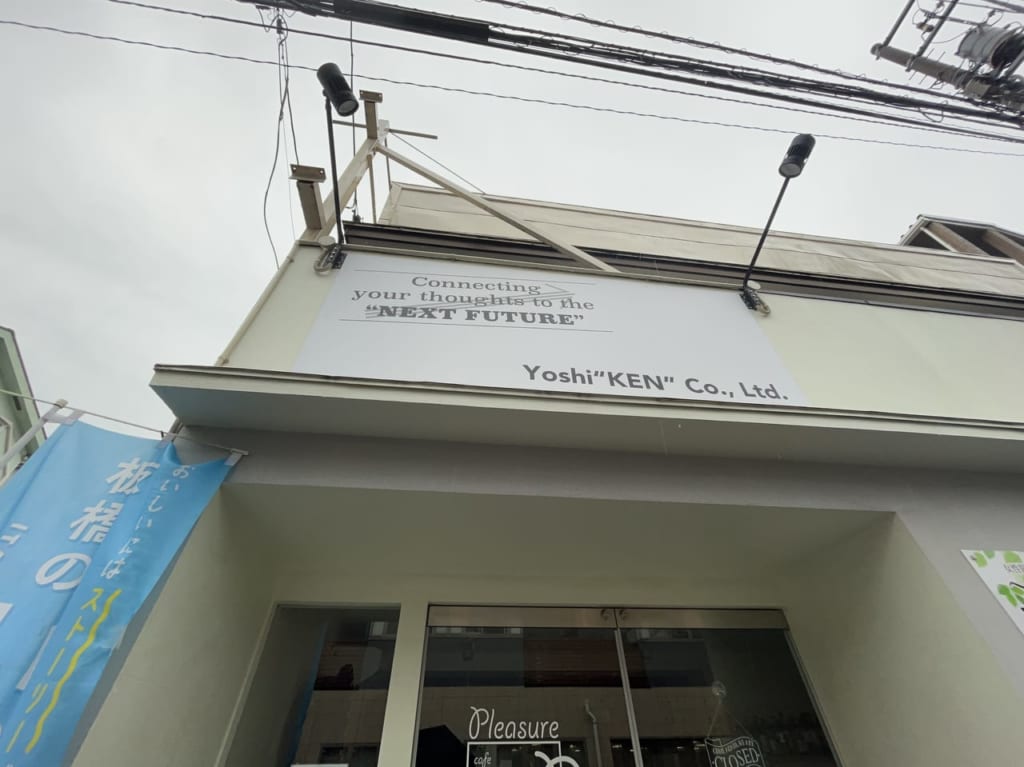 Connecting
your thoughts to the
“NEXT FUTURE”
Yoshi”KEN” Co., Ltd.
おいしいには
ストーリー
板橋の
Pleasure
cafe
CLOSED